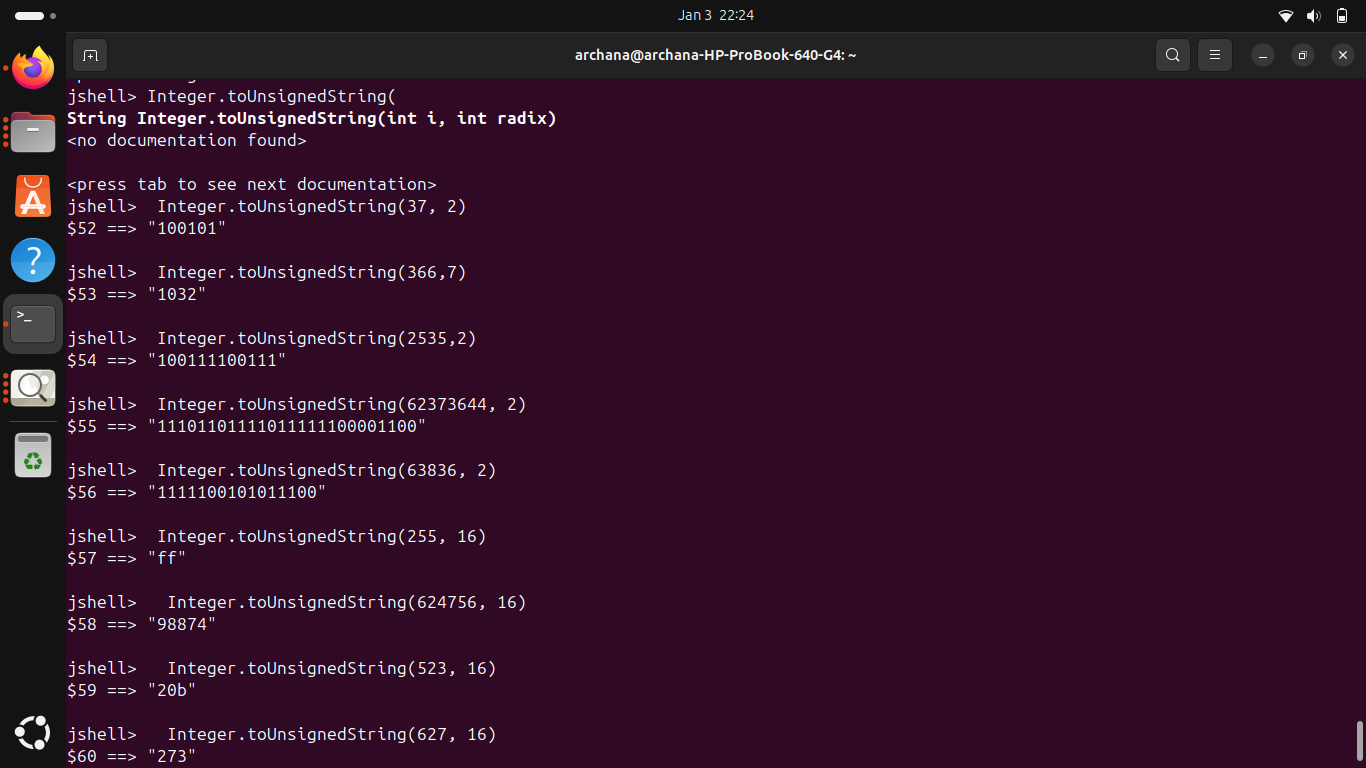 Jan 3 22:24
archana@archana-HP-ProBook-640-G4: ~
jshell> Integer.toUnsignedString(
String Integer.toUnsignedString(int i, int radix)
<no documentation found>
<press tab to see next documentation>
jshell>  Integer.toUnsignedString(37, 2)
$52 ==> "100101"
jshell>  Integer.toUnsignedString(366,7)
$53 ==> "1032"
jshell>  Integer.toUnsignedString(2535,2)
$54 ==> "100111100111"
jshell>  Integer.toUnsignedString(62373644, 2)
$55 ==> "11101101111011111100001100"
jshell>  Integer.toUnsignedString(63836, 2)
$56 ==> "1111100101011100"
jshell>  Integer.toUnsignedString(255, 16)
$57 ==> "ff"
jshell>   Integer.toUnsignedString(624756, 16)
$58 ==> "98874"
jshell>   Integer.toUnsignedString(523, 16)
$59 ==> "20b"
jshell>   Integer.toUnsignedString(627, 16)
$60 ==> "273"